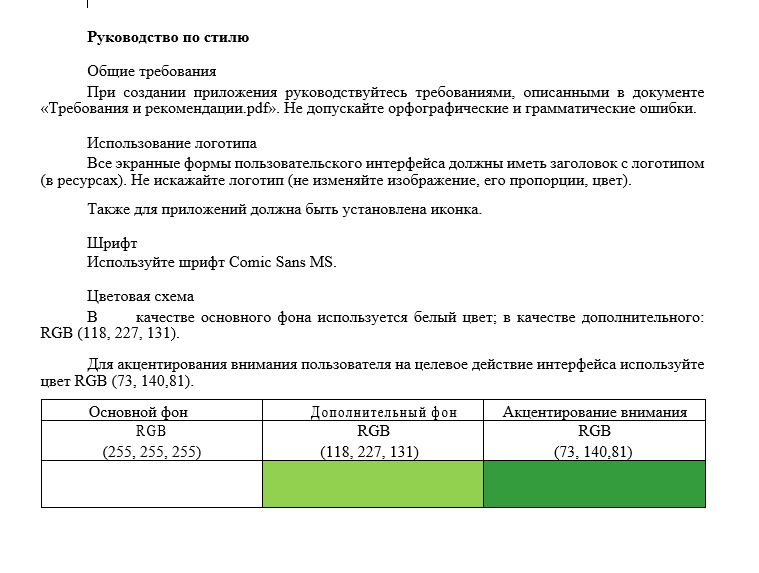 Руководство по стилю
Общие требования
При создании приложения руководствуйтесь требованиями, описанными в документе
«Требования и рекомендации.pdf». Не допускайте орфографические и грамматические ошибки.
Использование логотипа
Все экранные формы пользовательского интерфейса должны иметь заголовок с логотипом
(в ресурсах). Не искажайте логотип (не изменяйте изображение, его пропорции, цвет).
Также для приложений должна быть установлена иконка.
Шрифт
Используйте шрифт Comic Sans MS.
Цветовая схема
В качестве основного фона используется белый цвет; в качестве дополнительного:
RGB (118, 227, 131).
Для акцентирования внимания пользователя на целевое действие интерфейса используйте
цвет RGB (73, 140,81).
Основной фон Дополнительный фон Акцентирование внимания
RGB RGB RGB
(255, 255, 255) (118, 227, 131) (73, 140,81)